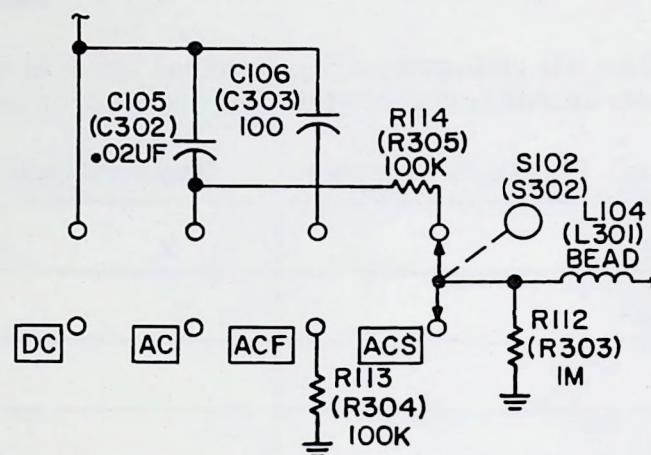 C105
(C302)
.02UF
C106
(C303)
100
R114
(R305)
100K
S102
(S302)
L104
(L301)
BEAD
DC
AC
ACF
ACS
R113
(R304)
100K
R112
(R303)
1M